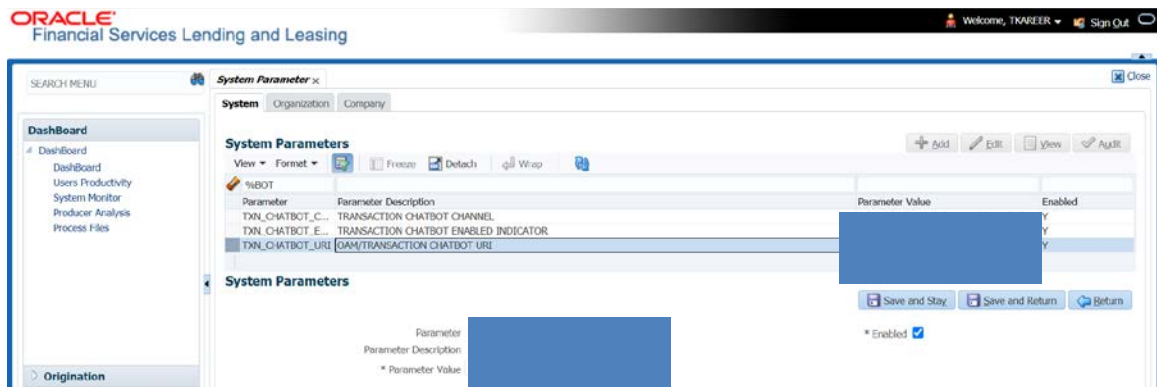 ORACLE
Financial Services Lending and Leasing
Welcome, TKAREER
Sign Out
SEARCH MENU
System Parameter ×
Close
System Organization Company
DashBoard
DashBoard
DashBoard
Users Productivity
System Monitor
Producer Analysis
Process Files
Origination
System Parameters
Add Edit View Audit
View Format Freeze Detach Wrap
%BOT
Parameter Parameter Description Parameter Value Enabled
TXN_CHATBOT_C... TRANSACTION CHATBOT CHANNEL Y
TXN_CHATBOT_E... TRANSACTION CHATBOT ENABLED INDICATOR Y
TXN_CHATBOT_URI OAM/TRANSACTION CHATBOT URI Y
System Parameters
Save and Stay Save and Return Return
Parameter * Enabled
Parameter Description
* Parameter Value